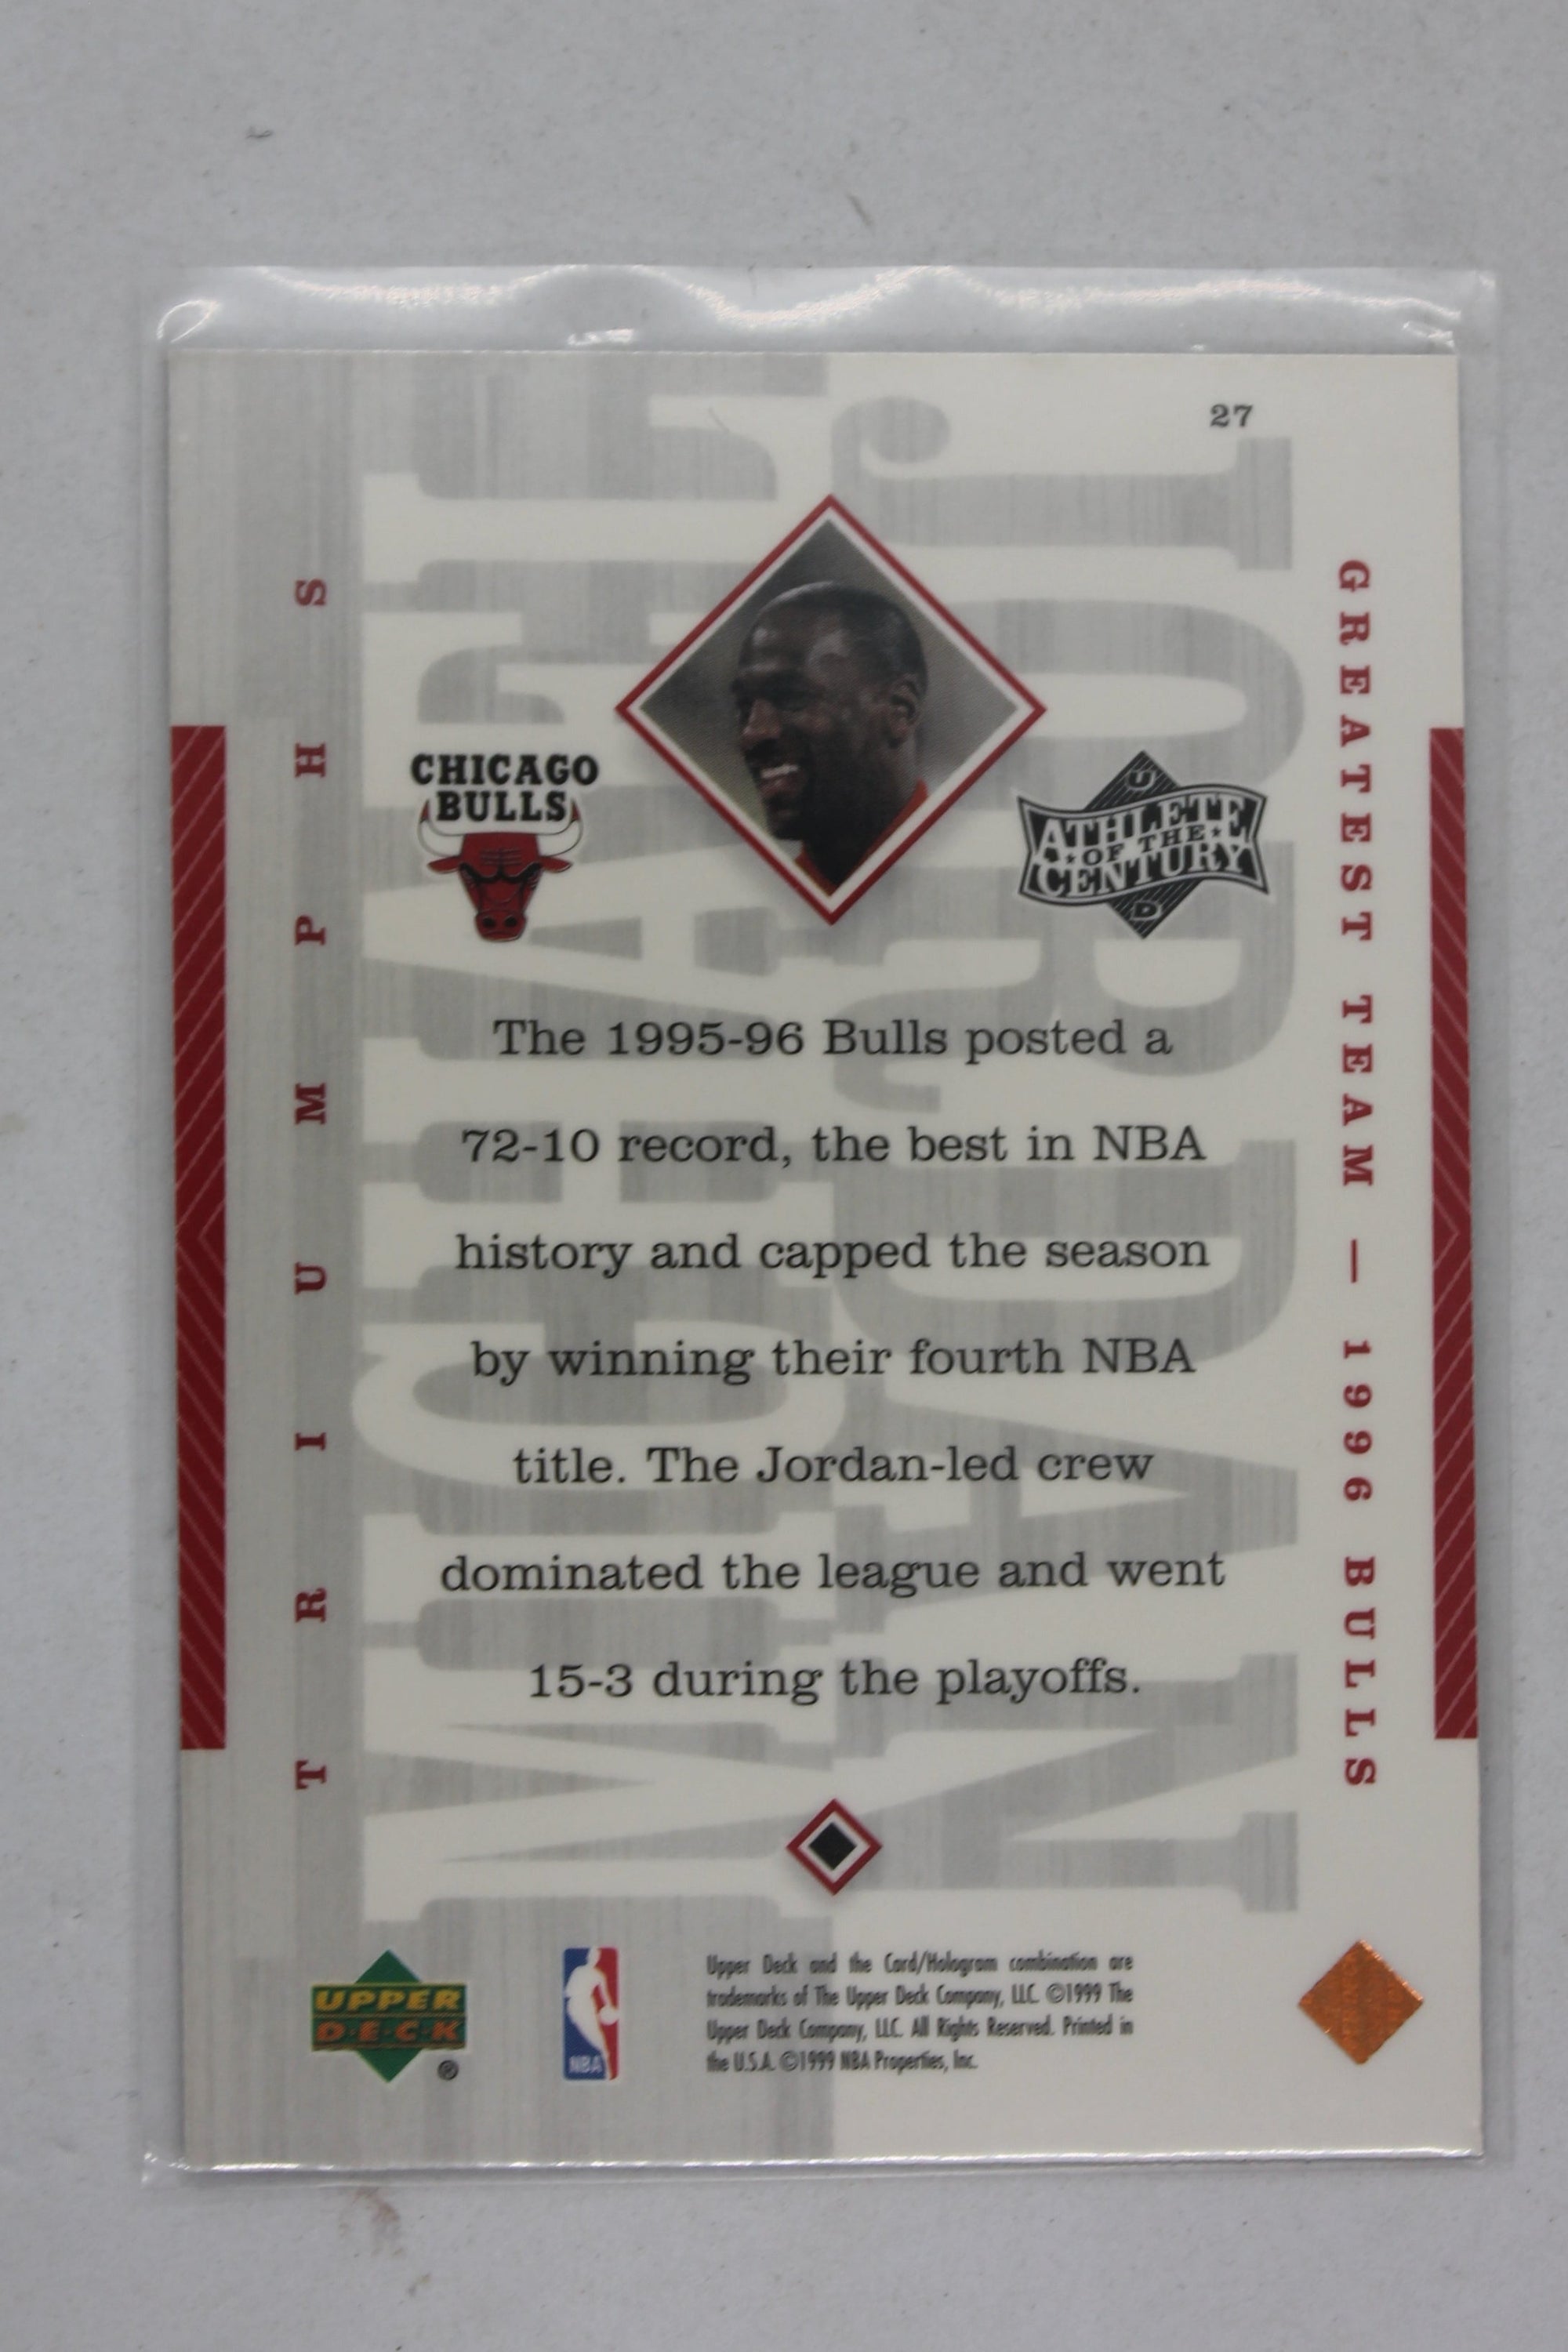 27
TRIUMPHS
MICHAEL
JORDAN
GREATEST TEAM — 1996 BULLS
CHICAGO
BULLS
U
ATHLETE
OF THE
CENTURY
D
The 1995-96 Bulls posted a
72-10 record, the best in NBA
history and capped the season
by winning their fourth NBA
title. The Jordan-led crew
dominated the league and went
15-3 during the playoffs.
UPPER
D·E·C·K
®
NBA
Upper Deck and the Card/Hologram combination are
trademarks of The Upper Deck Company, LLC. ©1999 The
Upper Deck Company, LLC. All Rights Reserved. Printed in
the U.S.A. ©1999 NBA Properties, Inc.